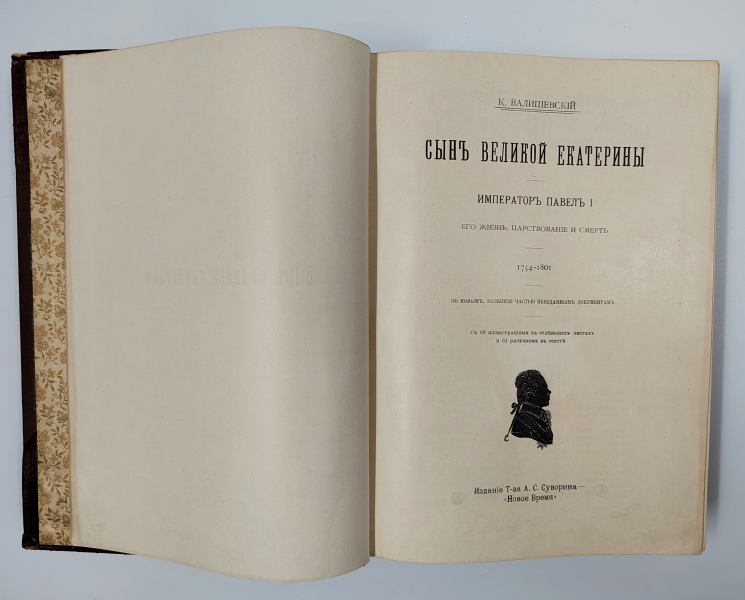 К. ВАЛИШЕВСКІЙ
СЫНЪ ВЕЛИКОЙ ЕКАТЕРИНЫ
ИМПЕРАТОРЪ ПАВЕЛЪ I
ЕГО ЖИЗНЬ, ЦАРСТВОВАНІЕ И СМЕРТЬ
1754–1801
ПО НОВЫМЪ, БОЛЬШЕЮ ЧАСТЬЮ НЕИЗДАННЫМЪ ДОКУМЕНТАМЪ
Съ 68 иллюстраціями на отдѣльныхъ листахъ
и 61 рисункомъ въ текстѣ
Изданіе Т-ва А. С. Суворина—
«Новое Время»